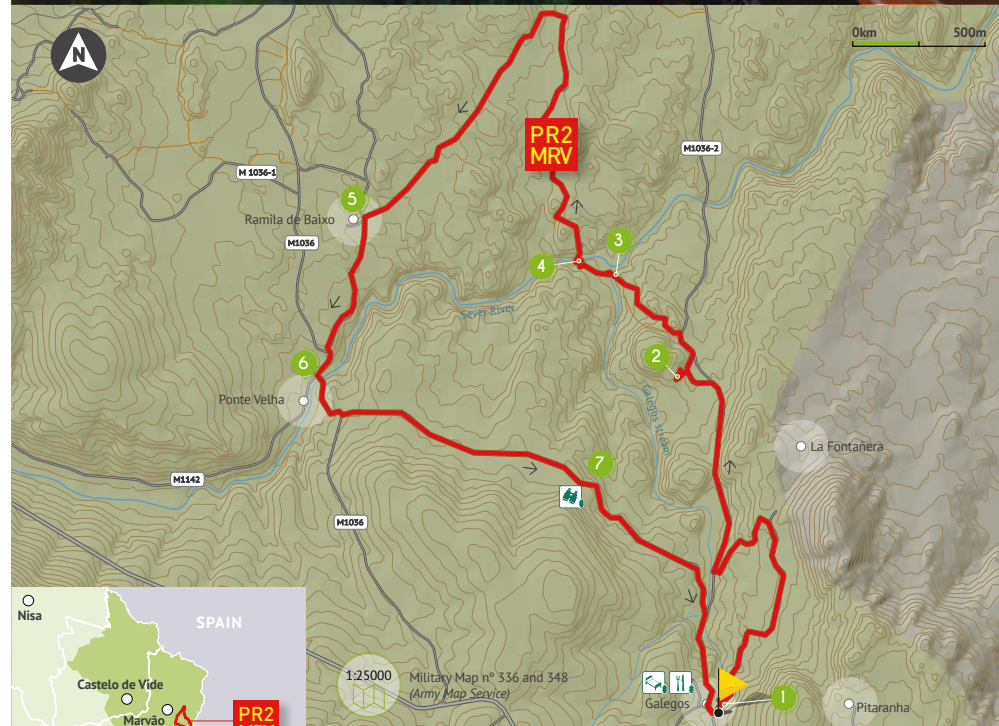 N
0km 500m
PR2
MRV
M1036-2
M 1036-1
5
Ramila de Baixo
M1036
3
4
Sever River
2
6
Ponte Velha
Galegos stream
La Fontañera
7
M1142
M1036
Nisa
SPAIN
Castelo de Vide
Marvão
PR2
1:25000
Military Map nº 336 and 348
(Army Map Service)
Galegos
1
Pitaranha